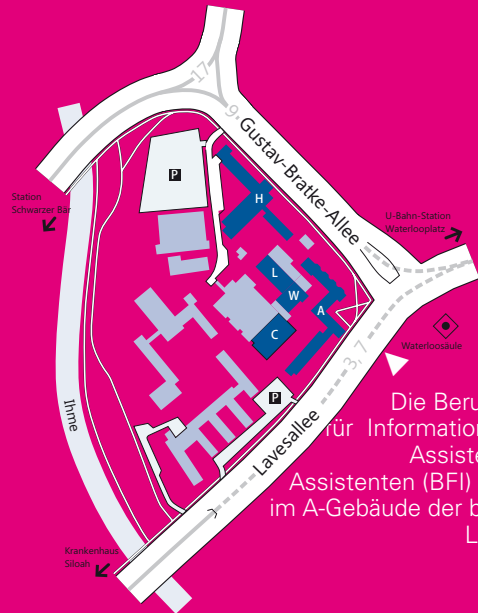 17
9
Gustav-Bratke-Allee
P
H
Station
Schwarzer Bär
U-Bahn-Station
Waterlooplatz
L
W
A
C
Waterloosäule
3, 7
P
Ihme
Lavesallee
Krankenhaus
Siloah
Die Beru
für Information
Assiste
Assistenten (BFI)
im A-Gebäude der b
L